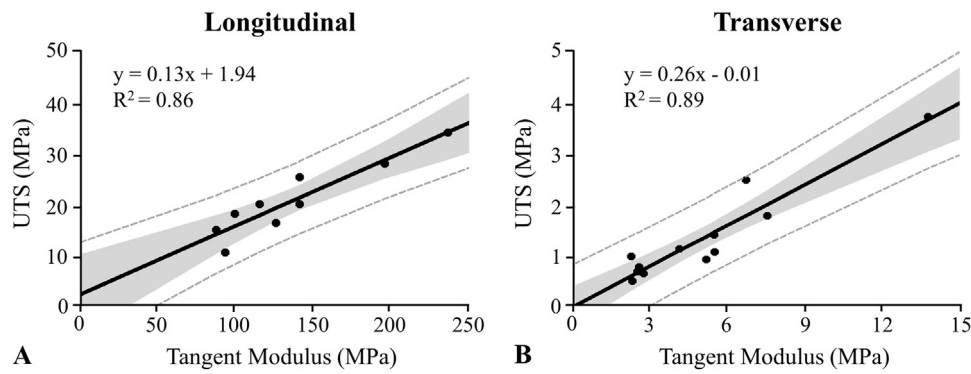 Longitudinal
50
40
30
20
10
0
UTS (MPa)
y = 0.13x + 1.94
R² = 0.86
0 50 100 150 200 250
A Tangent Modulus (MPa)
Transverse
5
4
3
2
1
0
UTS (MPa)
y = 0.26x - 0.01
R² = 0.89
0 3 6 9 12 15
B Tangent Modulus (MPa)